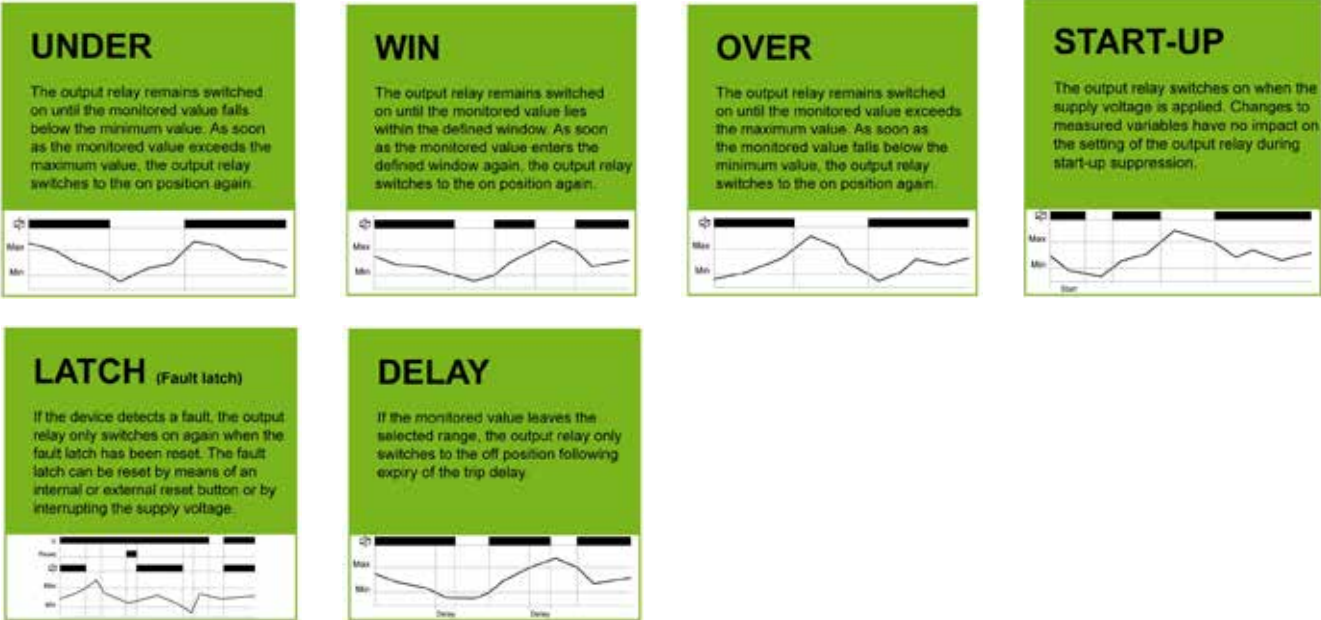 UNDER
The output relay remains switched
on until the monitored value falls
below the minimum value. As soon
as the monitored value exceeds the
maximum value, the output relay
switches to the on position again.
Max
Min
WIN
The output relay remains switched
on until the monitored value lies
within the defined window. As soon
as the monitored value enters the
defined window again, the output relay
switches to the on position again.
Max
Min
OVER
The output relay remains switched
on until the monitored value exceeds
the maximum value. As soon as
the monitored value falls below the
minimum value, the output relay
switches to the on position again.
Max
Min
START-UP
The output relay switches on when the
supply voltage is applied. Changes to
measured variables have no impact on
the setting of the output relay during
start-up suppression.
Max
Min
Start
LATCH (Fault latch)
If the device detects a fault, the output
relay only switches on again when the
fault latch has been reset. The fault
latch can be reset by means of an
internal or external reset button or by
interrupting the supply voltage.
Max
Min
DELAY
If the monitored value leaves the
selected range, the output relay only
switches to the off position following
expiry of the trip delay.
Max
Min
Delay Delay